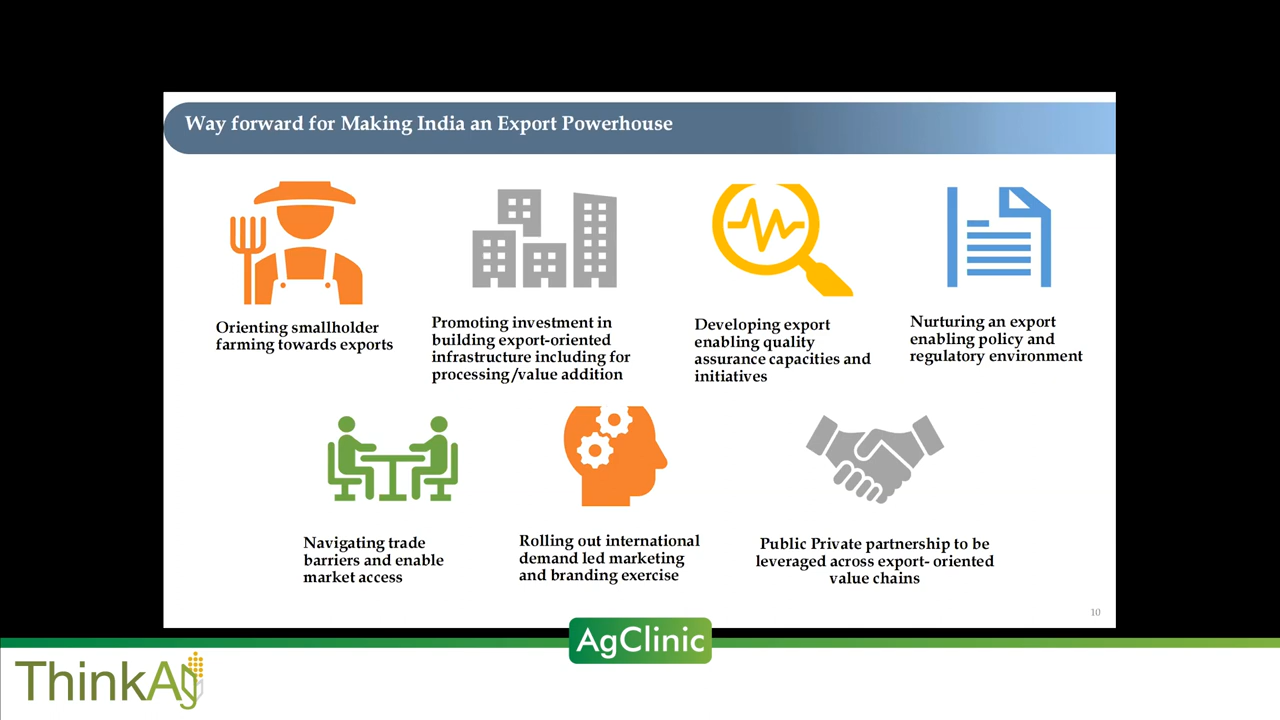 Way forward for Making India an Export Powerhouse
Orienting smallholder
farming towards exports
Promoting investment in
building export-oriented
infrastructure including for
processing/value addition
Developing export
enabling quality
assurance capacities and
initiatives
Nurturing an export
enabling policy and
regulatory environment
Navigating trade
barriers and enable
market access
Rolling out international
demand led marketing
and branding exercise
Public Private partnership to be
leveraged across export- oriented
value chains
10
AgClinic
ThinkAg